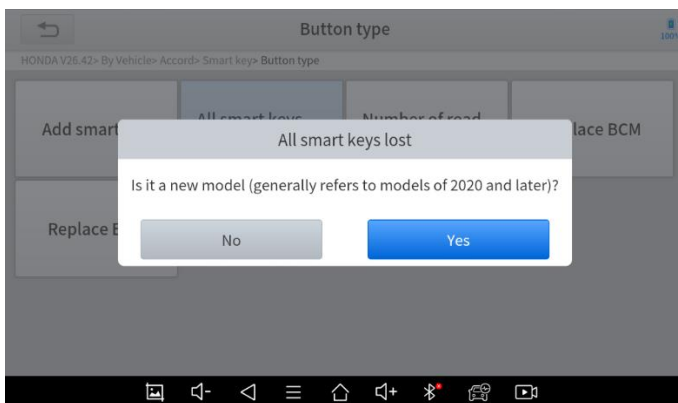 Button type
100%
HONDA V26.42> By Vehicle> Accord> Smart key> Button type
Add smart
All smart keys
Number of read
lace BCM
All smart keys lost
Is it a new model (generally refers to models of 2020 and later)?
Replace
No
Yes